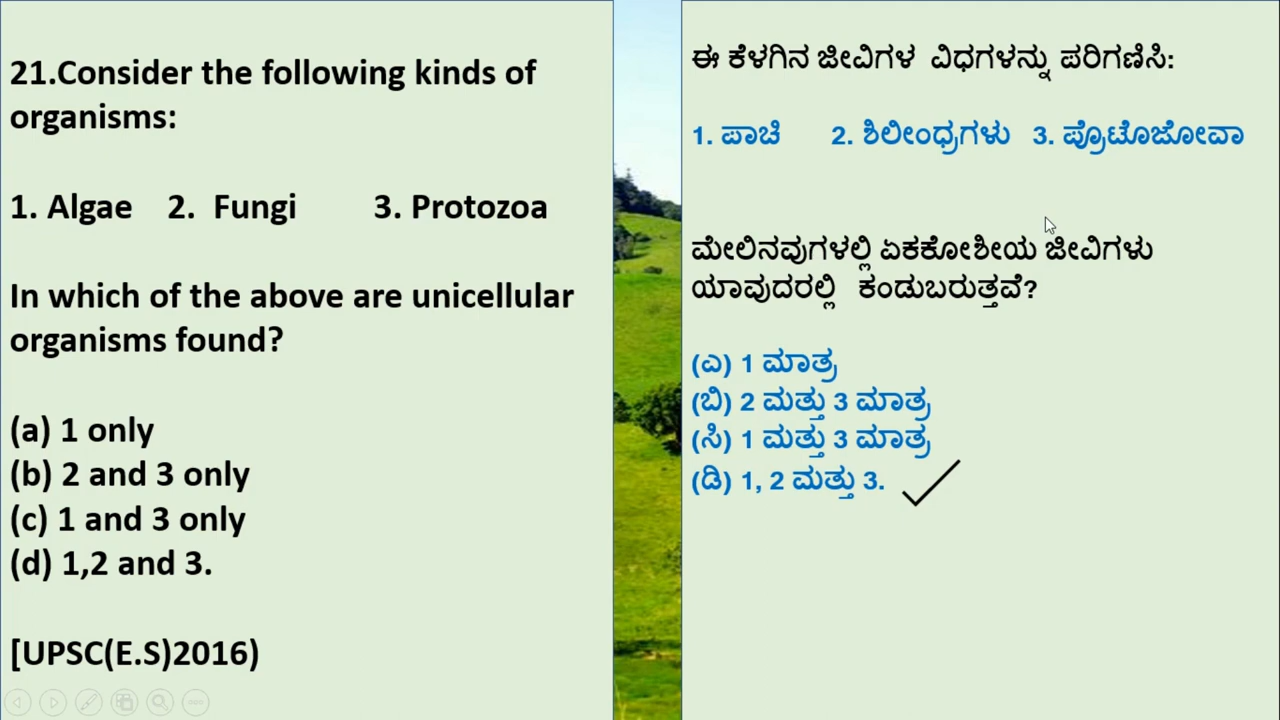 21.Consider the following kinds of
organisms:
1. Algae 2. Fungi 3. Protozoa
In which of the above are unicellular
organisms found?
(a) 1 only
(b) 2 and 3 only
(c) 1 and 3 only
(d) 1,2 and 3.
[UPSC(E.S)2016)
ಈ ಕೆಳಗಿನ ಜೀವಿಗಳ ವಿಧಗಳನ್ನು ಪರಿಗಣಿಸಿ:
1. ಪಾಚಿ 2. ಶಿಲೀಂಧ್ರಗಳು 3. ಪ್ರೊಟೊಜೋವಾ
ಮೇಲಿನವುಗಳಲ್ಲಿ ಏಕಕೋಶೀಯ ಜೀವಿಗಳು
ಯಾವುದರಲ್ಲಿ ಕಂಡುಬರುತ್ತವೆ?
(ಎ) 1 ಮಾತ್ರ
(ಬಿ) 2 ಮತ್ತು 3 ಮಾತ್ರ
(ಸಿ) 1 ಮತ್ತು 3 ಮಾತ್ರ
(ಡಿ) 1, 2 ಮತ್ತು 3.